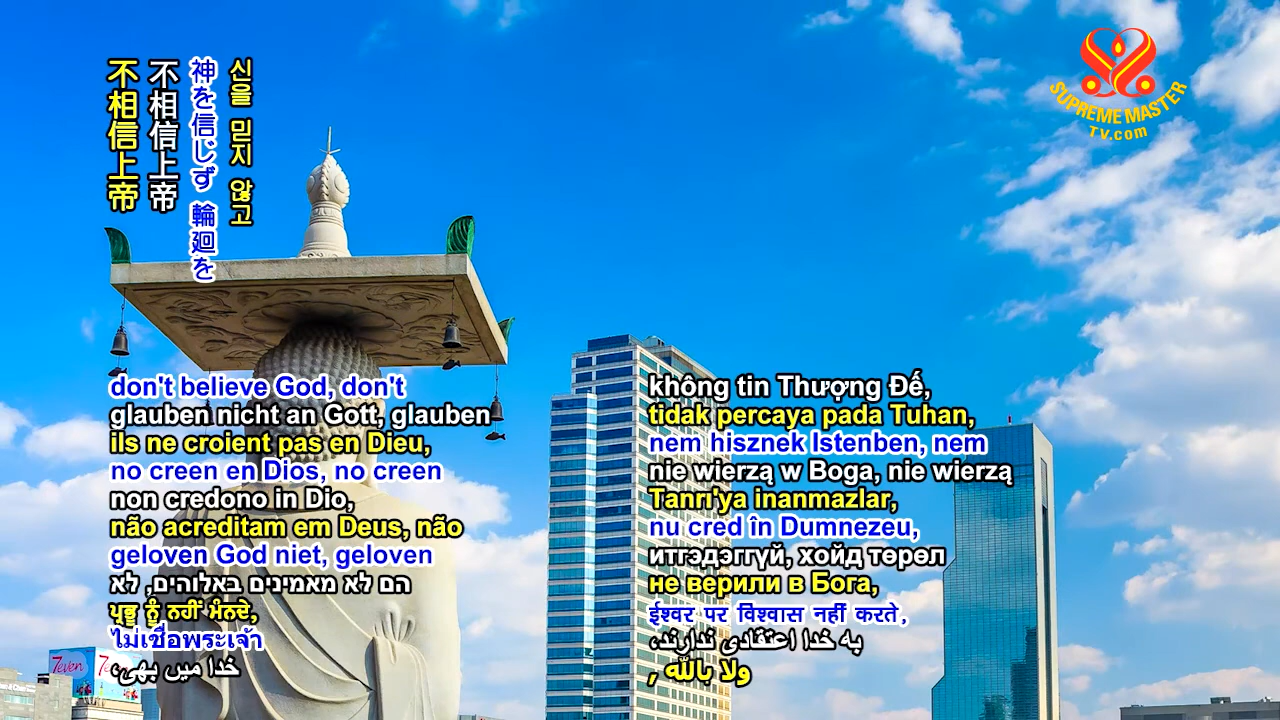 SUPREME MASTER
TV.com
신을 믿지 않고
神を信じず 輪廻を
不相信上帝
不相信上帝
don't believe God, don't
glauben nicht an Gott, glauben
ils ne croient pas en Dieu,
no creen en Dios, no creen
non credono in Dio,
não acreditam em Deus, não
geloven God niet, geloven
הם לא מאמינים באלוהים, לא
ਪ੍ਰਭੂ ਨੂੰ ਨਹੀਂ ਮੰਨਦੇ,
ไม่เชื่อพระเจ้า
خدا میں بھی،
không tin Thượng Đế,
tidak percaya pada Tuhan,
nem hisznek Istenben, nem
nie wierzą w Boga, nie wierzą
Tanrı'ya inanmazlar,
nu cred în Dumnezeu,
итгэдэггүй, хойд төрөл
не верили в Бога,
ईश्वर पर विश्वास नहीं करते,
به خدا اعتقادی ندارند،
ولا بالله ,
7even